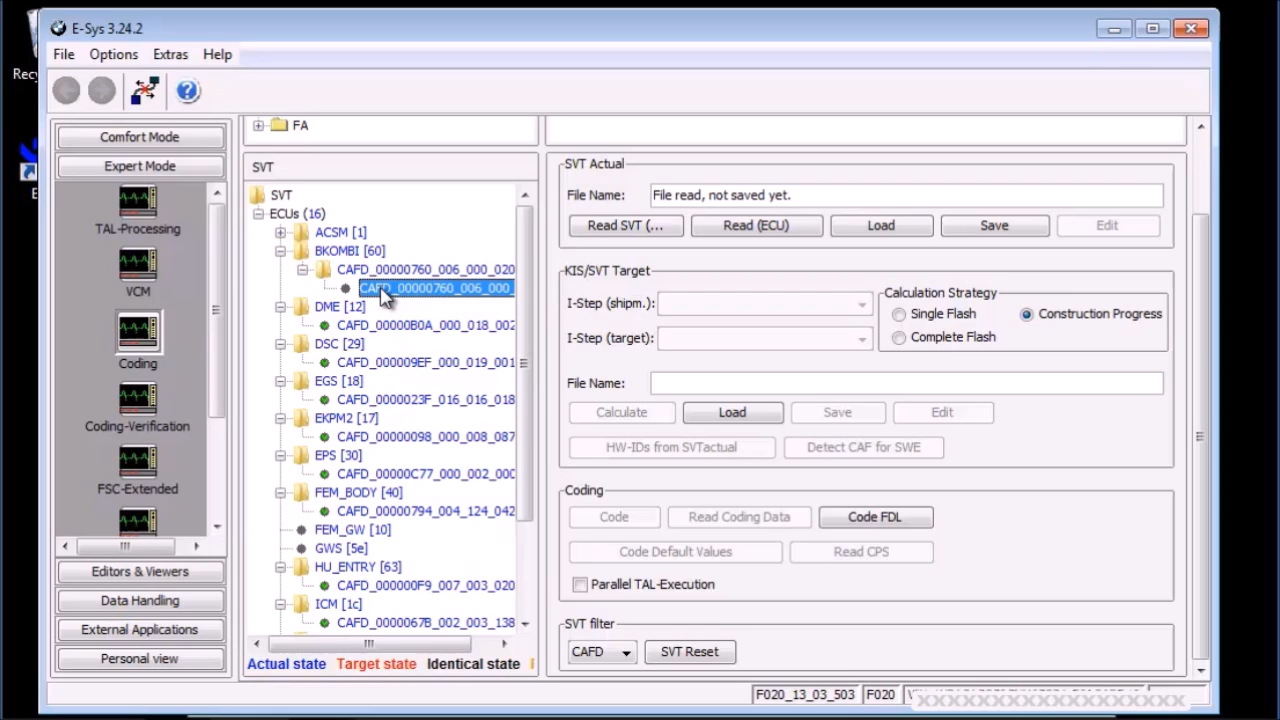 E-Sys 3.24.2
File Options Extras Help
Comfort Mode
Expert Mode
TAL-Processing
VCM
Coding
Coding-Verification
FSC-Extended
Editors & Viewers
Data Handling
External Applications
Personal view
FA
SVT
SVT
ECUs (16)
ACSM [1]
BKOMBI [60]
CAFD_00000760_006_000_020
CAFD_00000760_006_000_
DME [12]
CAFD_00000B0A_000_018_002
DSC [29]
CAFD_000009EF_000_019_001
EGS [18]
CAFD_0000023F_016_016_018
EKPM2 [17]
CAFD_00000098_000_008_087
EPS [30]
CAFD_00000C77_000_002_000
FEM_BODY [40]
CAFD_00000794_004_124_042
FEM_GW [10]
GWS [5e]
HU_ENTRY [63]
CAFD_000000F9_007_003_020
ICM [1c]
CAFD_0000067B_002_003_138
Actual state Target state Identical state
SVT Actual
File Name: File read, not saved yet.
Read SVT (... Read (ECU) Load Save Edit
KIS/SVT Target
I-Step (shipm.):
I-Step (target):
Calculation Strategy
Single Flash Construction Progress
Complete Flash
File Name:
Calculate Load Save Edit
HW-IDs from SVTactual Detect CAF for SWE
Coding
Code Read Coding Data Code FDL
Code Default Values Read CPS
Parallel TAL-Execution
SVT filter
CAFD SVT Reset
F020_13_03_503 F020
Recy